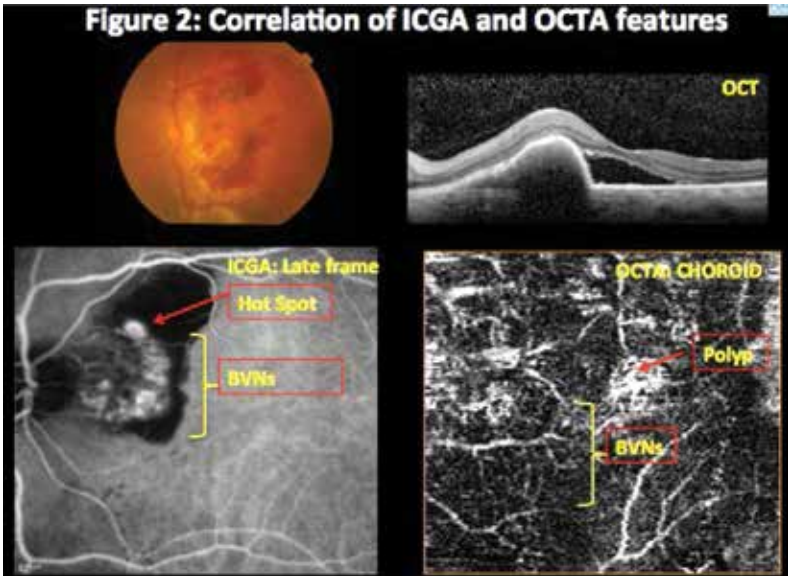 Figure 2: Correlation of ICGA and OCTA features
OCT
ICGA: Late frame
Hot Spot
BVNs
OCTA: CHOROID
Polyp
BVNs